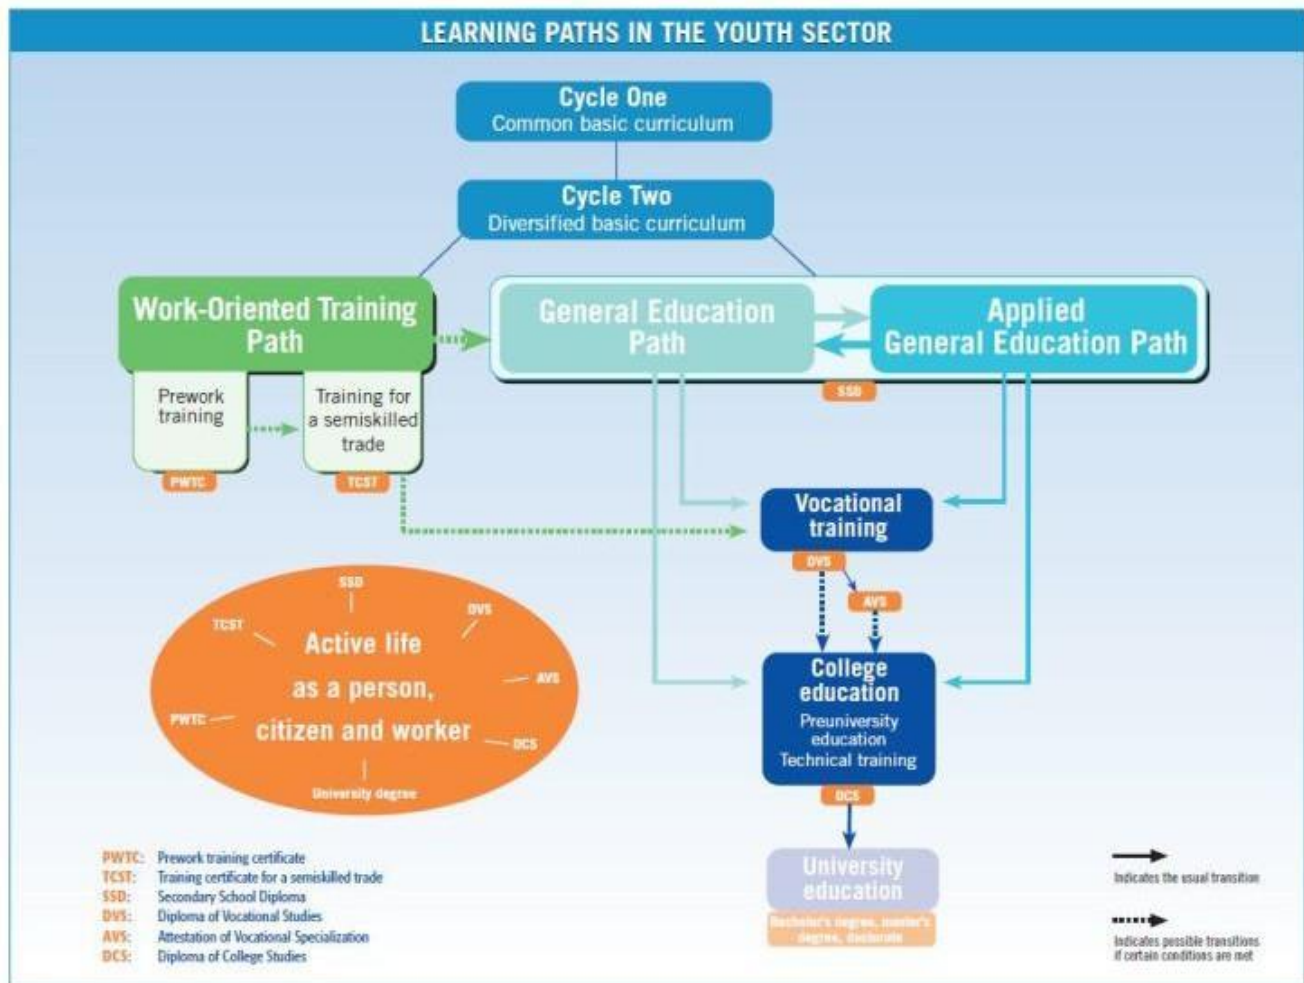 LEARNING PATHS IN THE YOUTH SECTOR
Cycle One
Common basic curriculum
Cycle Two
Diversified basic curriculum
Work-Oriented Training
Path
General Education
Path
Applied
General Education Path
SSD
Prework
training
Training for
a semiskilled
trade
PWTC
TCST
Vocational
training
DVS
AVS
College
education
Preuniversity
education
Technical training
DCS
University
education
Bachelor's degree, master's
degree, doctorate
SSD
TCST
DVS
Active life
as a person,
citizen and worker
AVS
PWTC
DCS
University degree
PWTC: Prework training certificate
TCST: Training certificate for a semiskilled trade
SSD: Secondary School Diploma
DVS: Diploma of Vocational Studies
AVS: Attestation of Vocational Specialization
DCS: Diploma of College Studies
Indicates the usual transition
Indicates possible transitions
if certain conditions are met